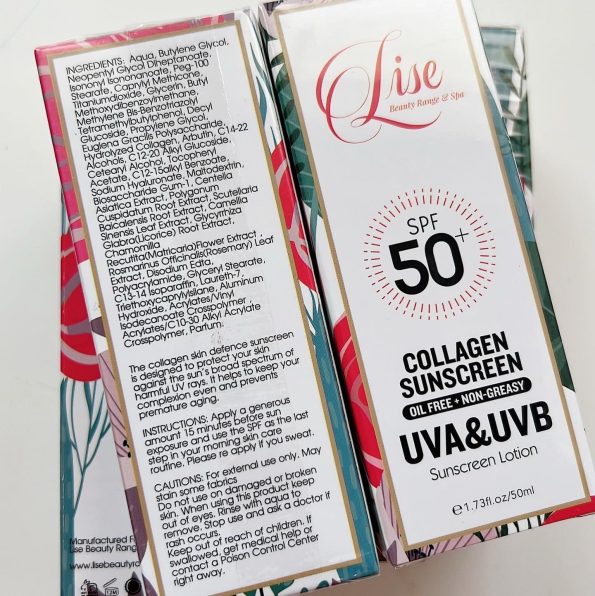 INGREDIENTS: Aqua, Butylene Glycol,
Neopentyl Glycol Diheptanoate,
Isononyl Isononanoate, Peg-100
Stearate, Caprylyl Methicone,
Titaniumdioxide, Glycerin, Butyl
Methoxydibenzoylmethane,
Methylene Bis-Benzotriazolyl
Tetramethylbutylphenol, Decyl
Glucoside, Propylene Glycol,
Euglena Gracilis Polysaccharide,
Hydrolyzed Collagen, Arbutin, C14-22
Alcohols, C12-20 Alkyl Glucoside,
Cetearyl Alcohol, Tocopheryl
Acetate, C12-15alkyl Benzoate,
Sodium Hyaluronate, Maltodextrin,
Biosaccharide Gum-1, Centella
Asiatica Extract, Polygonum
Cuspidatum Root Extract, Scutellaria
Baicalensis Root Extract, Camellia
Sinensis Leaf Extract, Glycyrrhiza
Glabra(Licorice) Root Extract,
Chamomilla
Recutita(Matricaria)Flower Extract ,
Rosmarinus Officinalis(Rosemary) Leaf
Extract, Disodium Edta,
Polyacrylamide, Glyceryl Stearate,
C13-14 Isoparaffin, Laureth-7,
Triethoxycaprylylsilane, Aluminum
Hydroxide, Acrylates/Vinyl
Isodecanoate Crosspolymer,
Acrylates/C10-30 Alkyl Acrylate
Crosspolymer, Parfum.
The collagen skin defence sunscreen
is designed to protect your skin
against the sun's broad spectrum of
harmful UV rays. It helps to keep your
complexion even and prevents
premature aging.
INSTRUCTIONS: Apply a generous
amount 15 minutes before sun
exposure and use the SPF as the last
step in your morning skin care
routine. Please re apply if you sweat.
CAUTIONS: For external use only. May
stain some fabrics
Do not use on damaged or broken
skin. When using this product keep
out of eyes. Rinse with aqua to
remove. Stop use and ask a doctor if
rash occurs.
Keep out of reach of children. If
swallowed, get medical help or
contact a Poison Control Center
right away.
Manufactured F
Lise Beauty Rang
www.lisebeautyra
12M
Lise
Beauty Range & Spa
SPF
50+
COLLAGEN
SUNSCREEN
OIL FREE + NON-GREASY
UVA&UVB
Sunscreen Lotion
e 1.73fl.oz/50ml